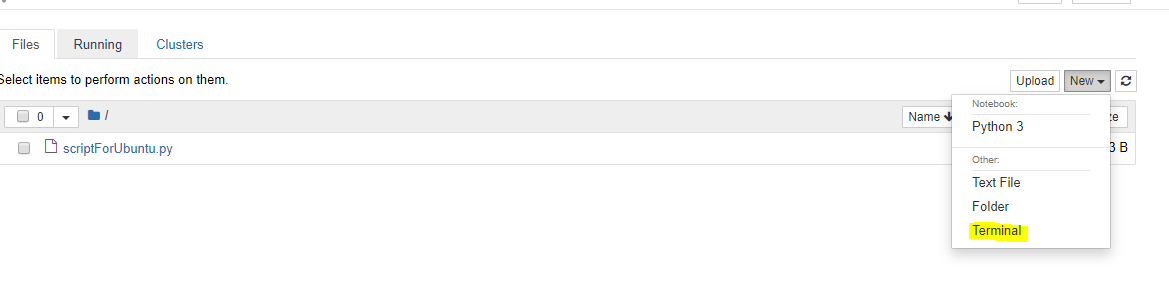 Files Running Clusters
Select items to perform actions on them.
Upload New
0 / Name
Notebook:
Python 3
scriptForUbuntu.py 3 B
Other:
Text File
Folder
Terminal